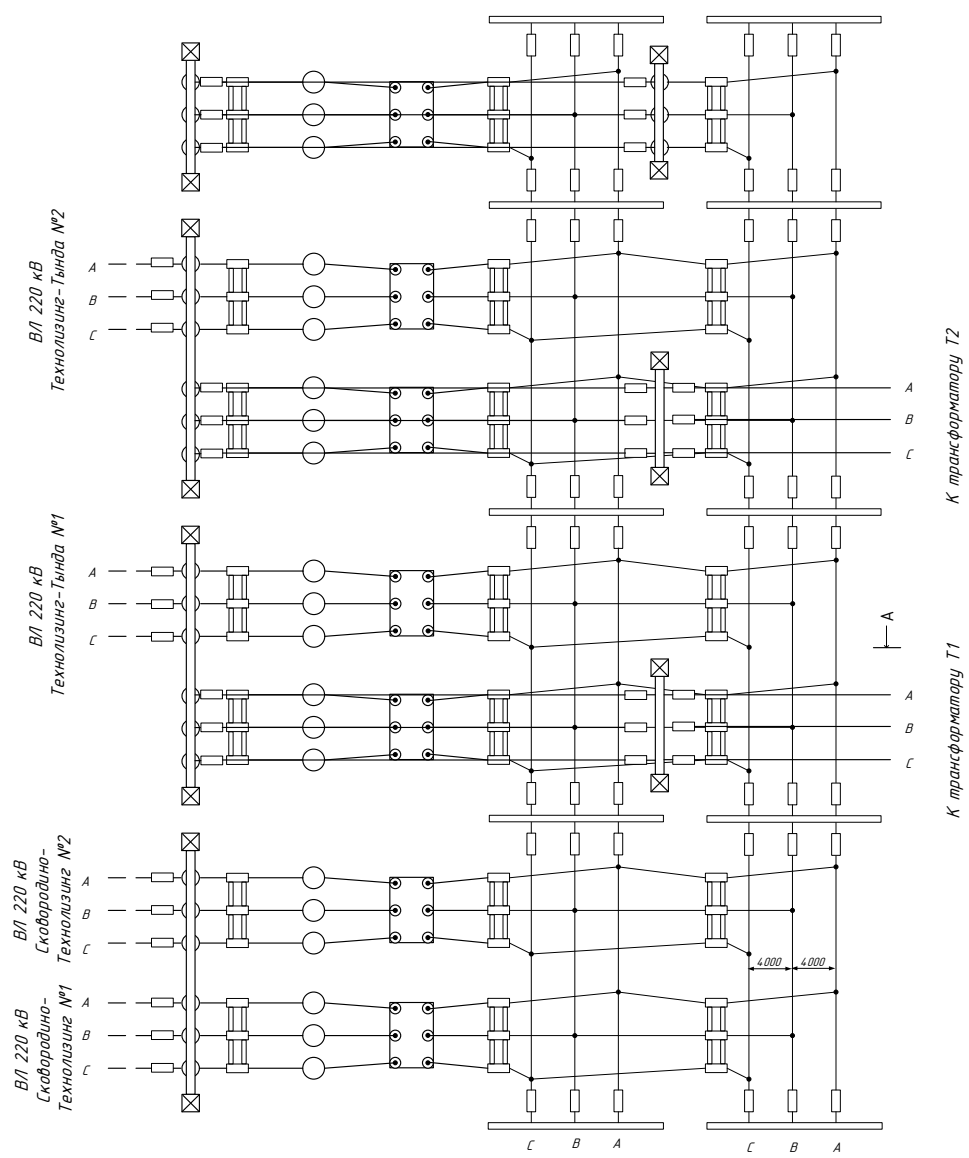 ВЛ 220 кВ
Технолизинг-Тында №2
A
B
C
A
B
C
К трансформатору Т2
ВЛ 220 кВ
Технолизинг-Тында №1
A
B
C
A
A
B
C
К трансформатору Т1
ВЛ 220 кВ
Сковородино-
Технолизинг №2
A
B
C
4000
4000
ВЛ 220 кВ
Сковородино-
Технолизинг №1
A
B
C
C
B
A
C
B
A